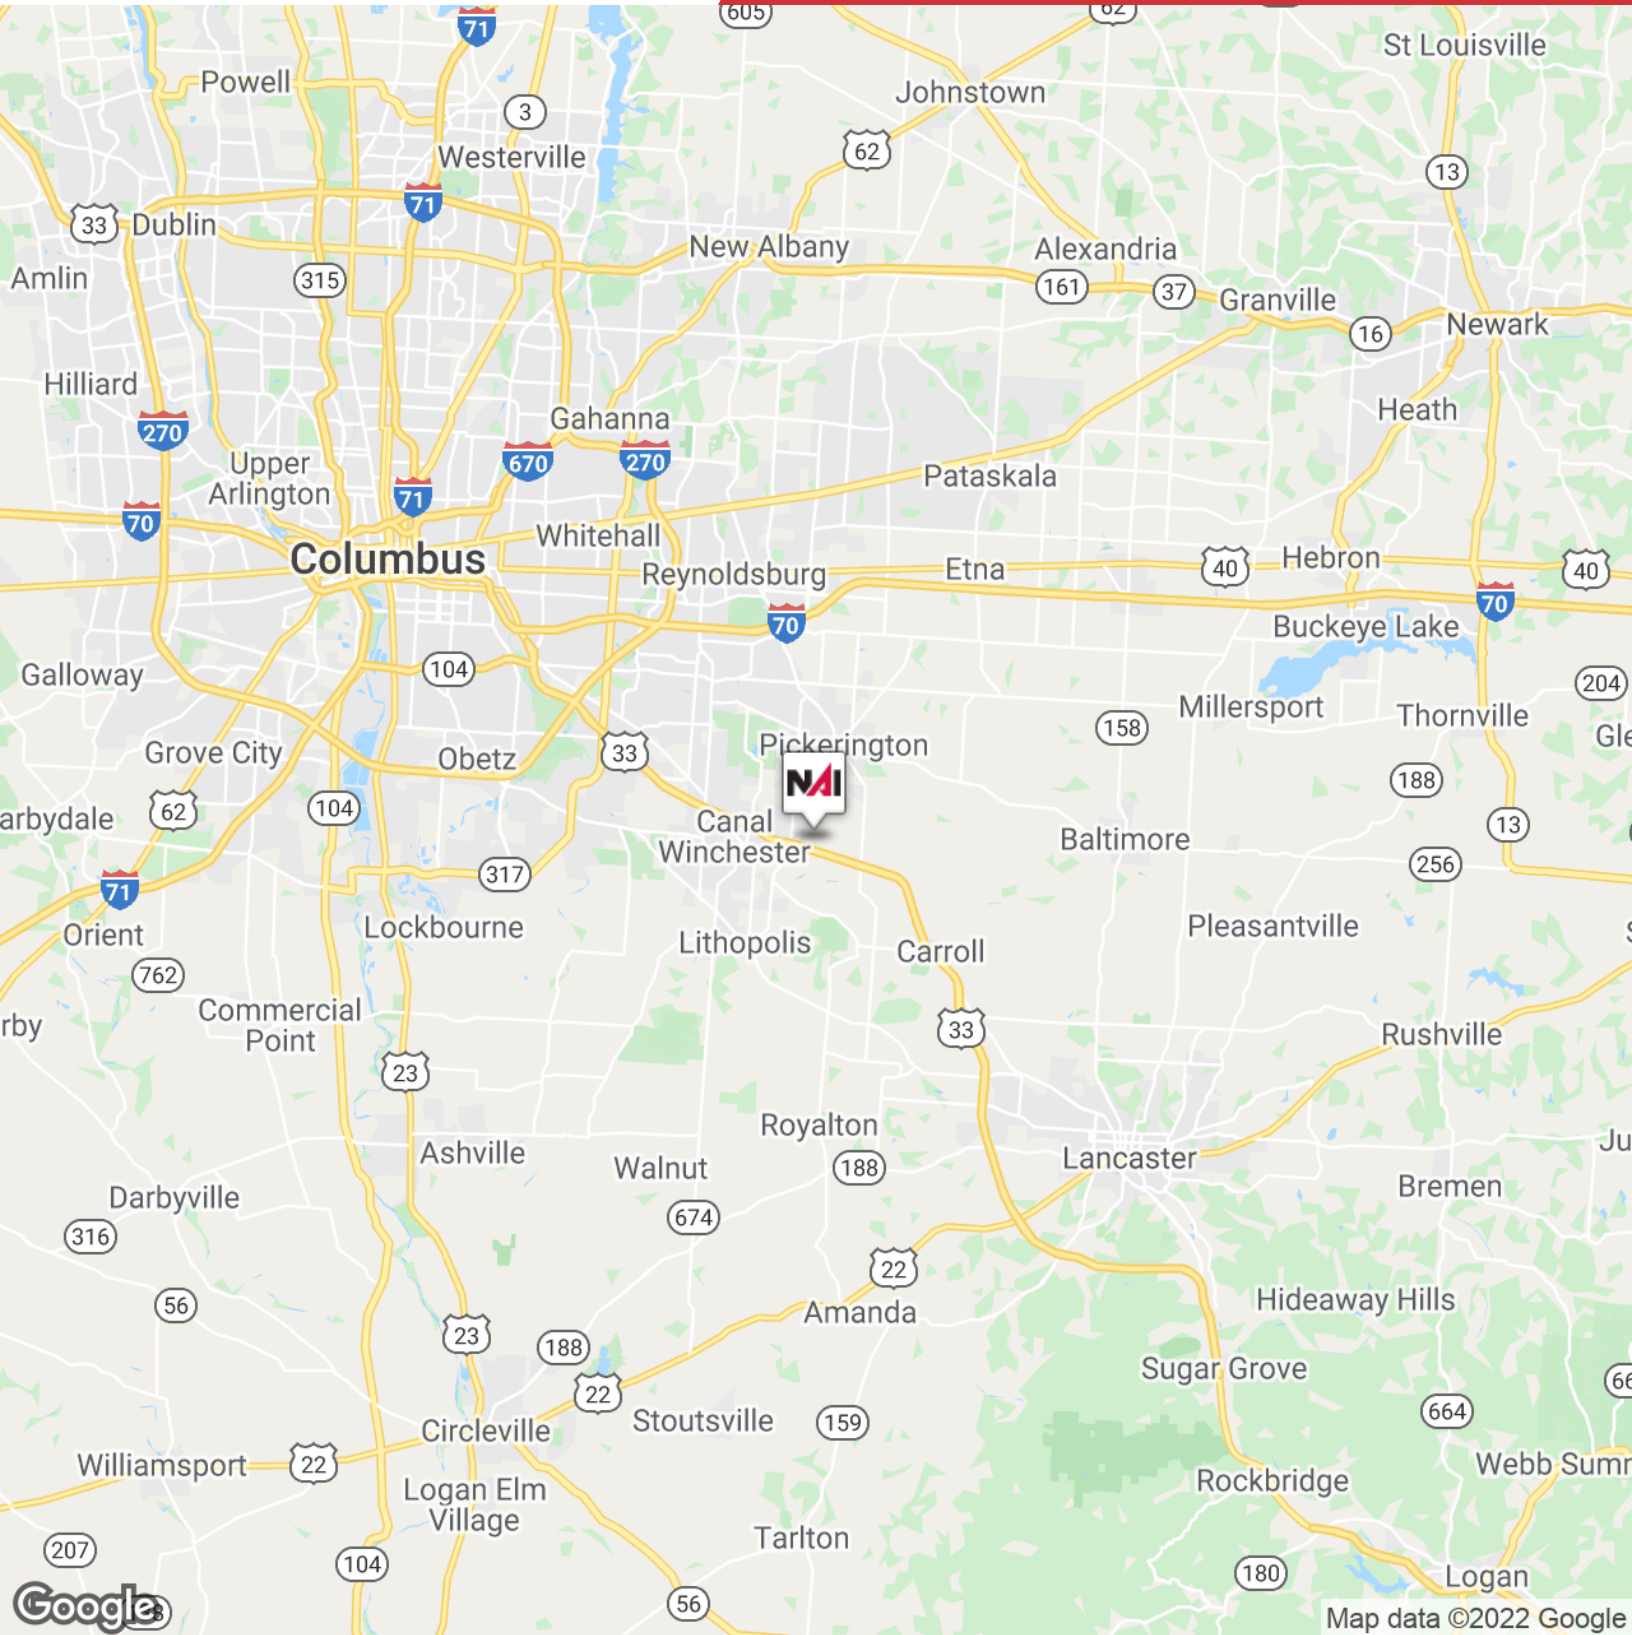 605
62
71
St Louisville
Powell
Johnstown
3
62
Westerville
13
71
33
Dublin
New Albany
Alexandria
Amlin
315
161
37
Granville
16
Newark
Hilliard
Heath
Gahanna
270
670
270
Upper
Arlington
71
Pataskala
70
Whitehall
Columbus
Reynoldsburg
Etna
40
Hebron
40
70
70
Buckeye Lake
104
Galloway
204
Millersport
Thornville
158
Gle
Grove City
Obetz
33
Pickerington
NAI
188
62
104
arbydale
Canal
Winchester
13
Baltimore
256
317
71
Orient
Lockbourne
Lithopolis
Carroll
Pleasantville
762
Commercial
Point
rby
33
Rushville
23
Royalton
Ashville
Walnut
188
Lancaster
Ju
Bremen
Darbyville
316
674
22
56
Amanda
Hideaway Hills
23
188
22
Sugar Grove
66
Circleville
Stoutsville
159
664
Williamsport
22
Logan Elm
Village
Rockbridge
Webb Sumr
Tarlton
207
104
180
Logan
56
Google
Map data ©2022 Google